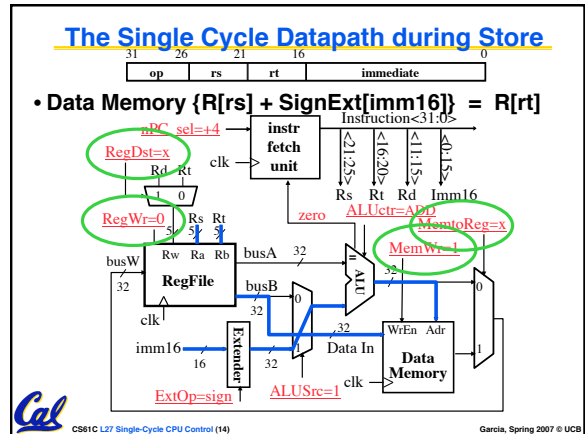 The Single Cycle Datapath during Store
31 26 21 16 0
op rs rt immediate
• Data Memory {R[rs] + SignExt[imm16]} = R[rt]
nPC_sel=+4
instr
fetch
unit
Instruction<31:0>
RegDst=x
clk
<21:25>
<16:20>
<11:15>
<0:15>
Rd Rt
1 0
Rs Rt Rd Imm16
RegWr=0
Rs Rt
5 5 5
zero
ALUctr=ADD
MemtoReg=x
MemWr=1
busW
32
Rw Ra Rb
RegFile
busA
32
busB
32
=
ALU
32
0
0
clk
32
WrEn Adr
imm16
16
Extender
32
1
Data In
Data
Memory
1
clk
ExtOp=sign
ALUSrc=1
Cal
CS61C L27 Single-Cycle CPU Control (14)
Garcia, Spring 2007 © UCB